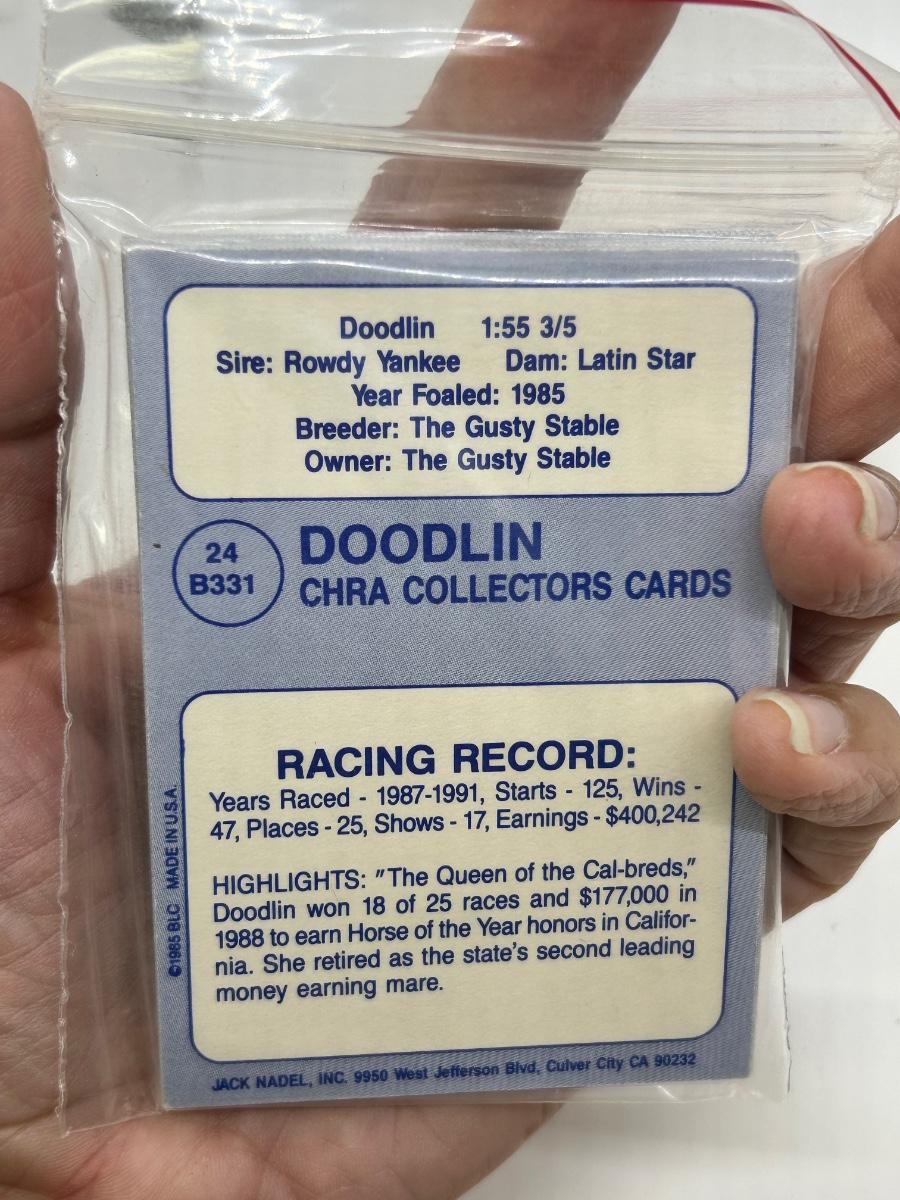 Doodlin 1:55 3/5
Sire: Rowdy Yankee Dam: Latin Star
Year Foaled: 1985
Breeder: The Gusty Stable
Owner: The Gusty Stable
24
B331
DOODLIN
CHRA COLLECTORS CARDS
RACING RECORD:
Years Raced - 1987-1991, Starts - 125, Wins -
47, Places - 25, Shows - 17, Earnings - $400,242
HIGHLIGHTS: "The Queen of the Cal-breds,"
Doodlin won 18 of 25 races and $177,000 in
1988 to earn Horse of the Year honors in Califor-
nia. She retired as the state's second leading
money earning mare.
©1985 BLC MADE IN U.S.A.
JACK NADEL, INC. 9950 West Jefferson Blvd, Culver City CA 90232